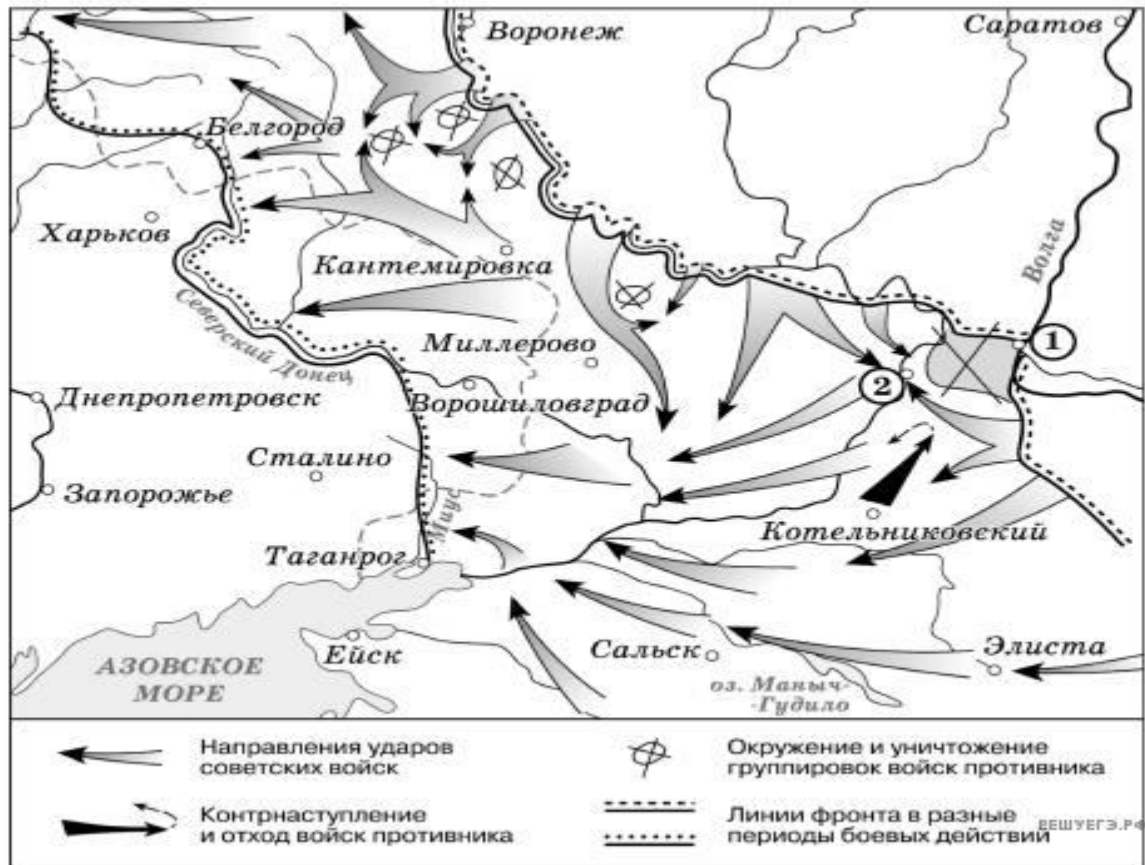 Воронеж
Саратов
Белгород
Харьков
Волга
Кантемировка
Северский Донец
Миллерово
1
2
Днепропетровск
Ворошиловград
Сталино
Запорожье
Миус
Котельниковский
Таганрог
АЗОВСКОЕ
МОРЕ
Ейск
Сальск
Элиста
оз. Маныч-
-Гудило
Направления ударов
советских войск
Окружение и уничтожение
группировок войск противника
Контрнаступление
и отход войск противника
Линии фронта в разные
периоды боевых действий